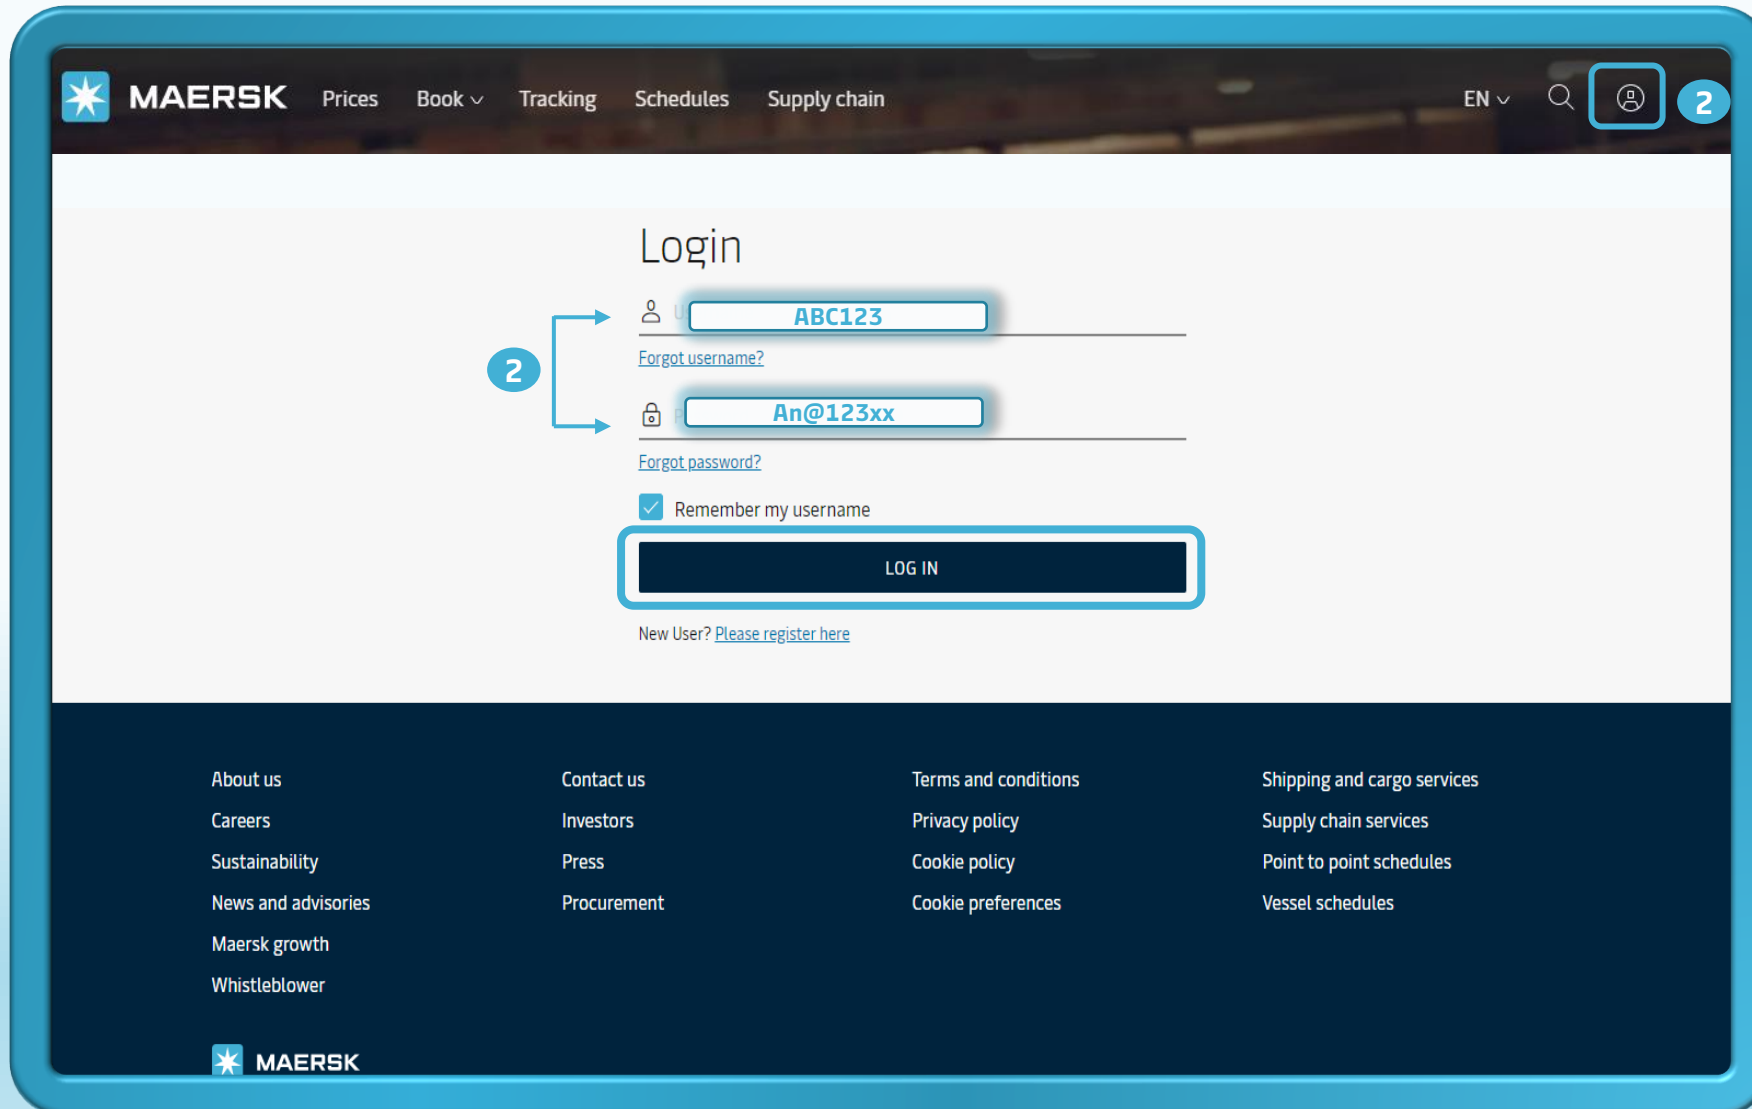 MAERSK Prices Book Tracking Schedules Supply chain EN 2
Login
ABC123
Forgot username?
2
An@123xx
Forgot password?
Remember my username
LOG IN
New User? Please register here
About us Contact us Terms and conditions Shipping and cargo services
Careers Investors Privacy policy Supply chain services
Sustainability Press Cookie policy Point to point schedules
News and advisories Procurement Cookie preferences Vessel schedules
Maersk growth
Whistleblower
MAERSK